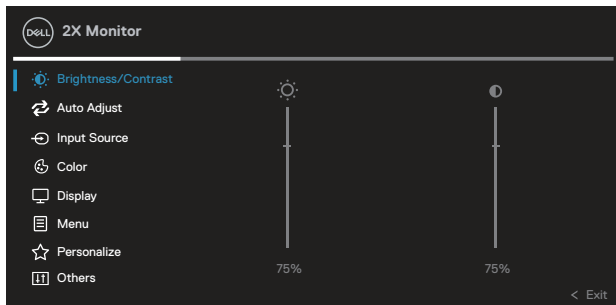 DELL
2X Monitor
Brightness/Contrast
Auto Adjust
Input Source
Color
Display
Menu
Personalize
Others
75%
75%
< Exit